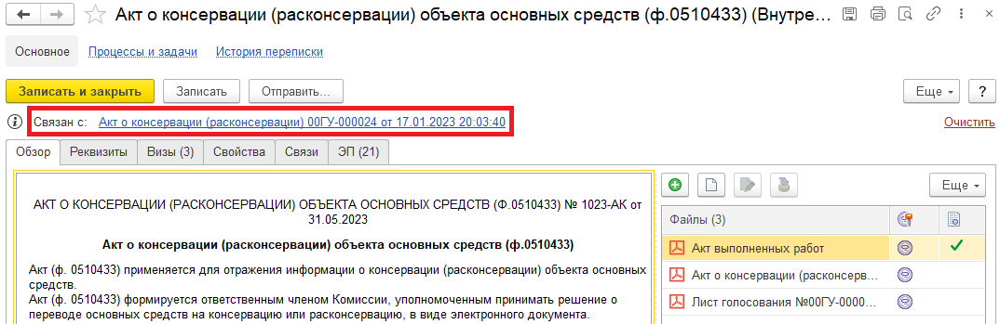 Акт о консервации (расконсервации) объекта основных средств (ф.0510433) (Внутре...
Основное Процессы и задачи История переписки
Записать и закрыть Записать Отправить... Еще ?
Связан с: Акт о консервации (расконсервации) 00ГУ-000024 от 17.01.2023 20:03:40 Очистить
Обзор Реквизиты Визы (3) Свойства Связи ЭП (21)
Еще
АКТ О КОНСЕРВАЦИИ (РАСКОНСЕРВАЦИИ) ОБЪЕКТА ОСНОВНЫХ СРЕДСТВ (Ф.0510433) № 1023-АК от
31.05.2023
Акт о консервации (расконсервации) объекта основных средств (ф.0510433)
Акт (ф. 0510433) применяется для отражения информации о консервации (расконсервации) объекта основных
средств.
Акт (ф. 0510433) формируется ответственным членом Комиссии, уполномоченным принимать решение о
переводе основных средств на консервацию или расконсервацию, в виде электронного документа.
Файлы (3)
Акт выполненных работ
Акт о консервации (расконсерв...
Лист голосования №00ГУ-0000...